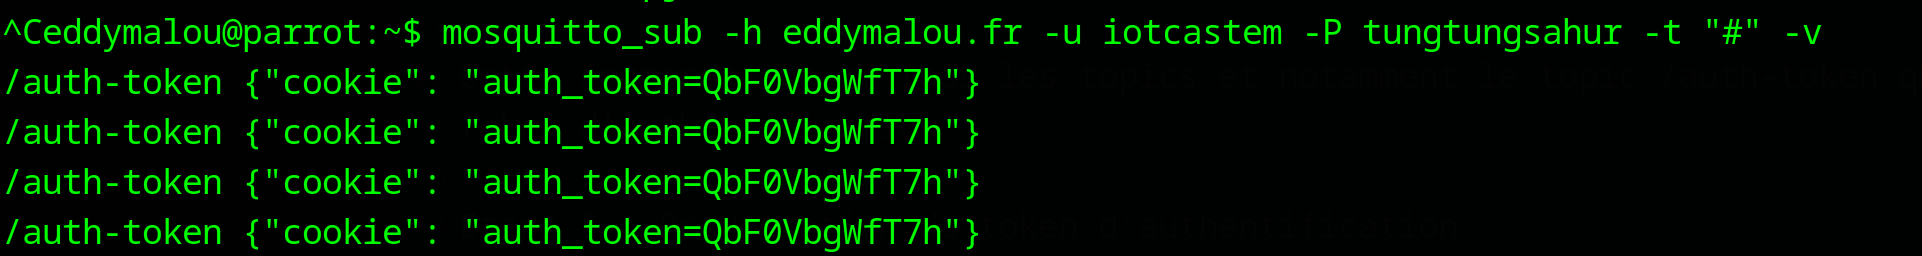 ^Ceddymalou@parrot:~$ mosquitto_sub -h eddymalou.fr -u iotcastem -P tungtungsahur -t "#" -v
/auth-token {"cookie": "auth_token=QbF0VbgWfT7h"}
/auth-token {"cookie": "auth_token=QbF0VbgWfT7h"}
/auth-token {"cookie": "auth_token=QbF0VbgWfT7h"}
/auth-token {"cookie": "auth_token=QbF0VbgWfT7h"}